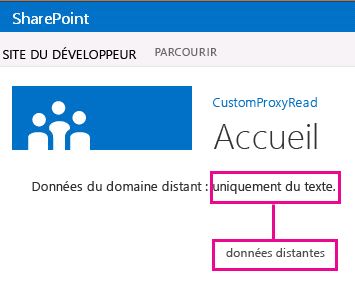 SharePoint
SITE DU DÉVELOPPEUR PARCOURIR
CustomProxyRead
Accueil
Données du domaine distant : uniquement du texte.
données distantes